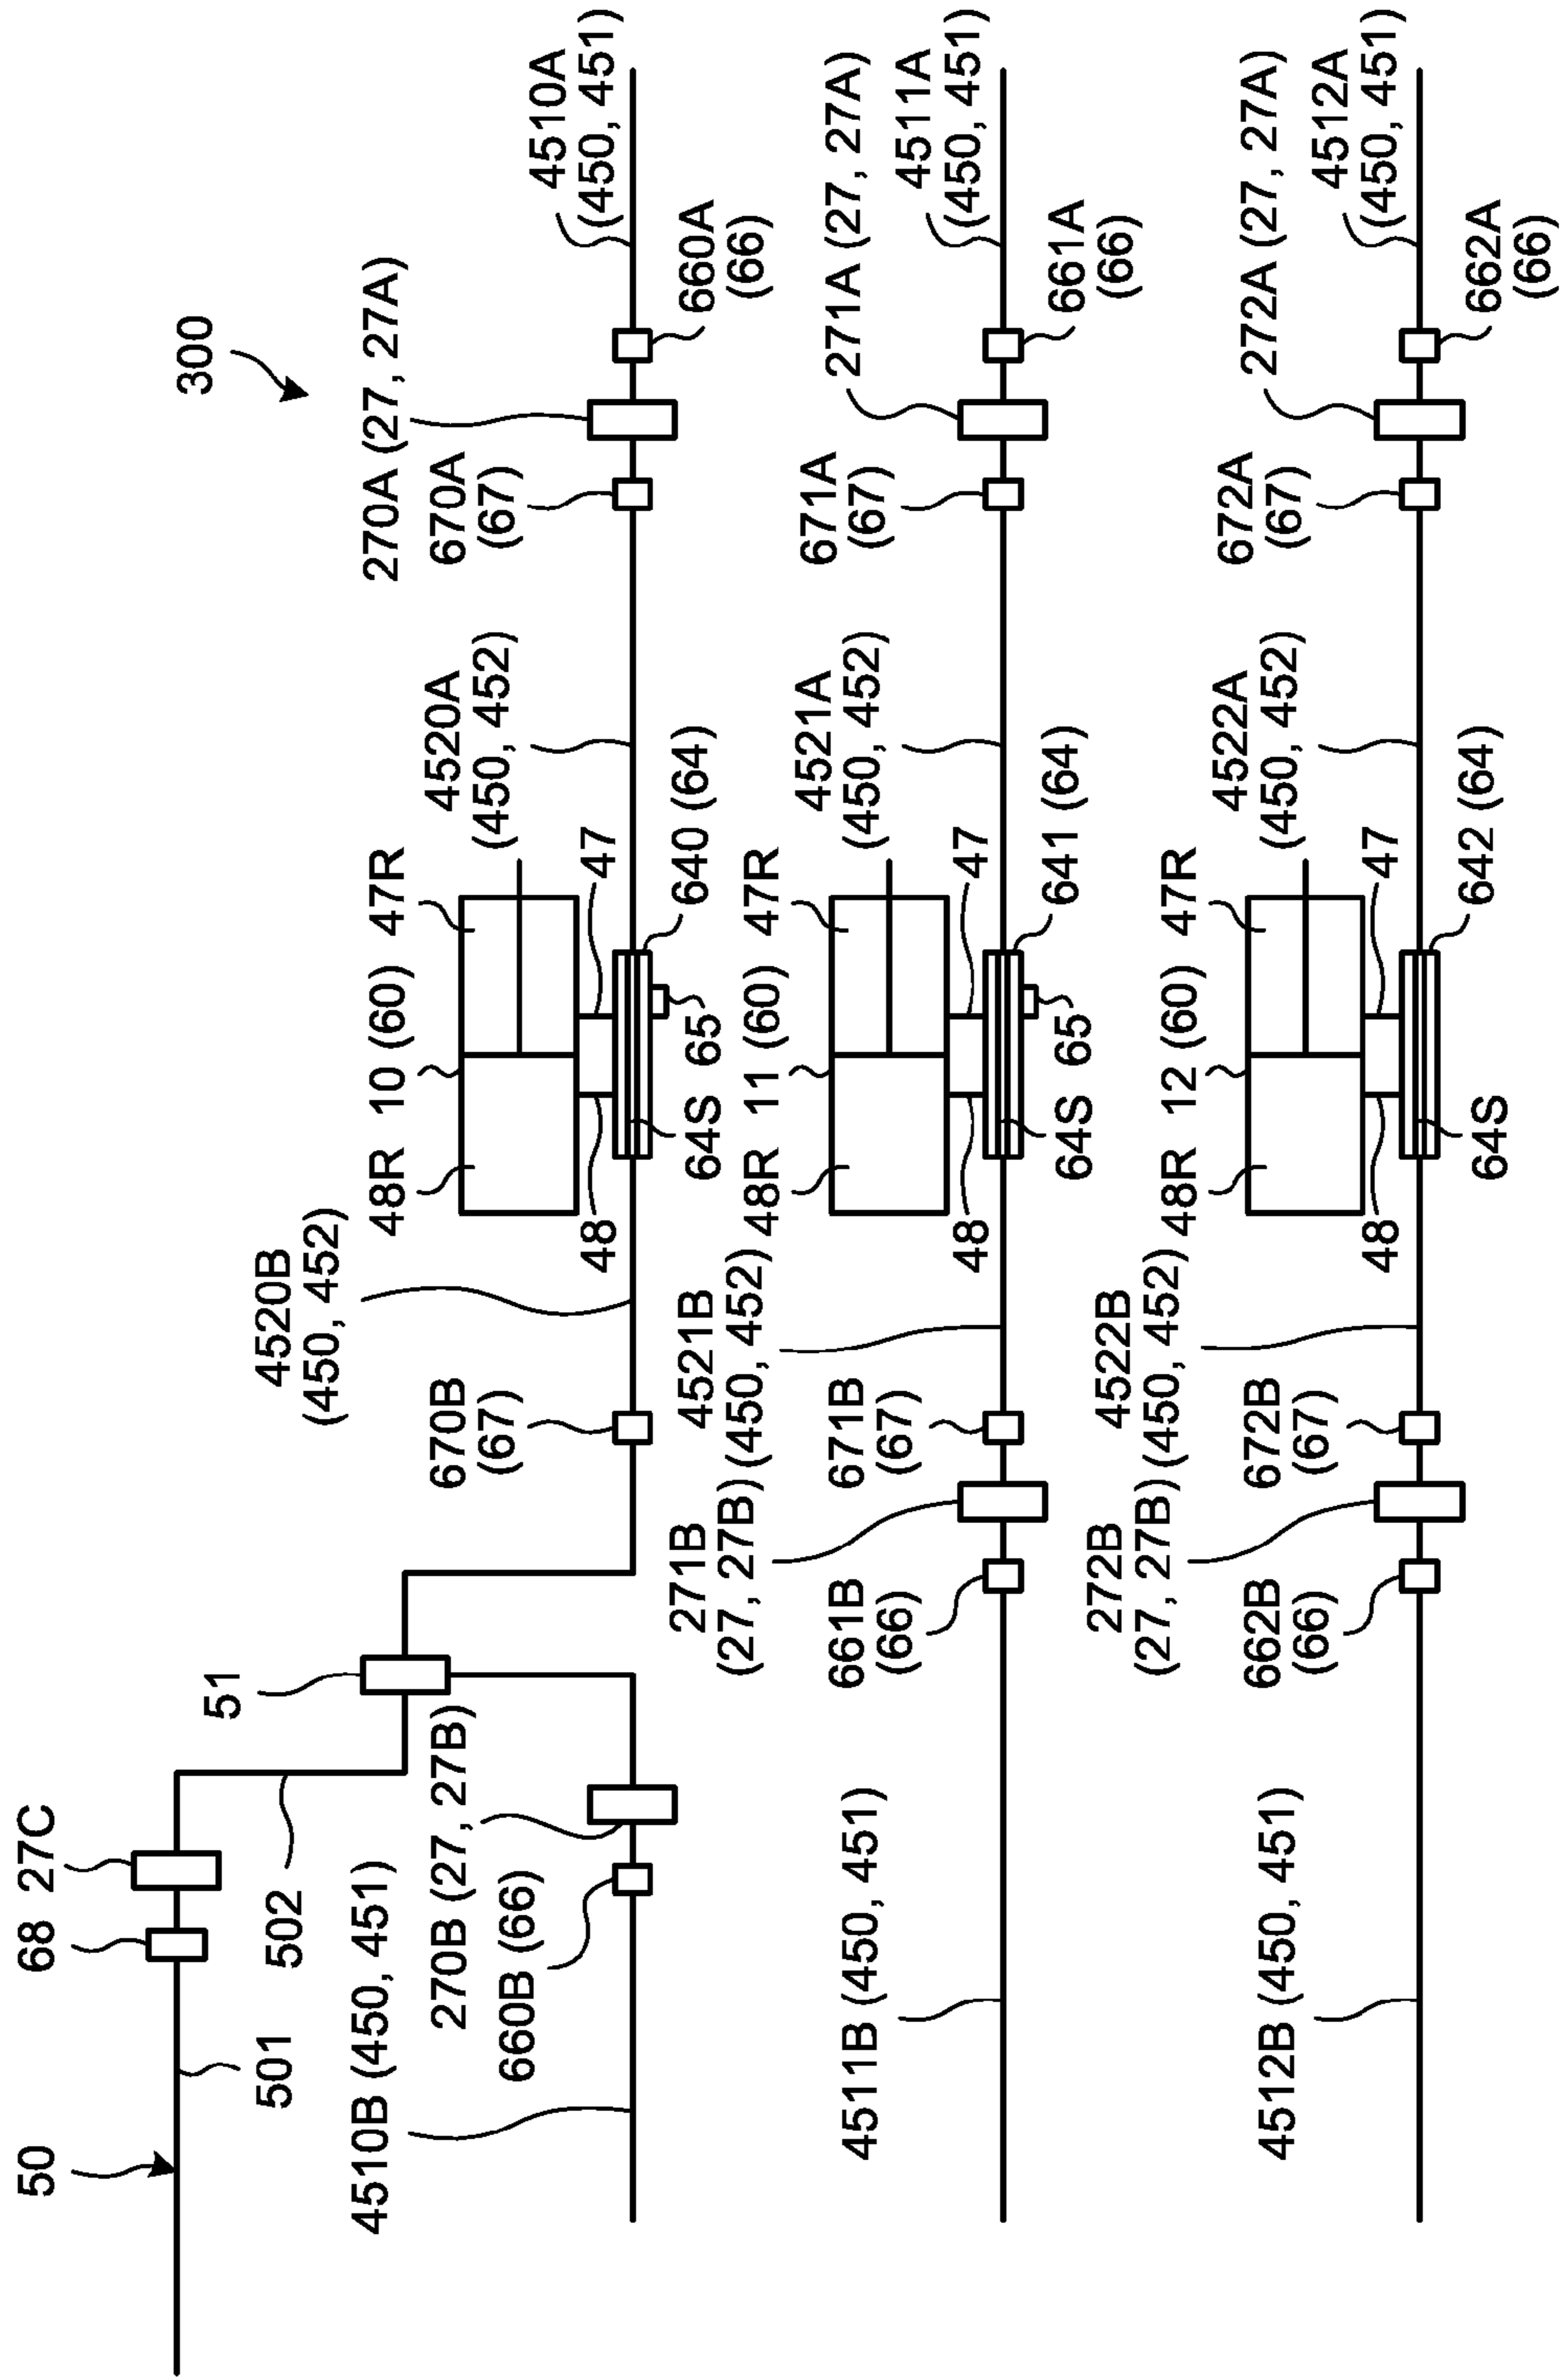 300
50
501
68
27C
502
51
4510B (450, 451)
270B (27, 27B)
660B (66)
4520B
(450, 452)
670B
(67)
48R
10 (60)
47R
48
47
64S
65
640 (64)
4520A
(450, 452)
270A (27, 27A)
670A
(67)
660A
(66)
4510A
(450, 451)
4511B (450, 451)
271B
(27, 27B)
661B
(66)
4521B
(450, 452)
671B
(67)
48R
11 (60)
47R
48
47
64S
65
641 (64)
4521A
(450, 452)
671A
(67)
271A (27, 27A)
661A
(66)
4511A
(450, 451)
4512B (450, 451)
272B
(27, 27B)
662B
(66)
4522B
(450, 452)
672B
(67)
48R
12 (60)
47R
48
47
64S
642 (64)
4522A
(450, 452)
672A
(67)
272A (27, 27A)
662A
(66)
4512A
(450, 451)